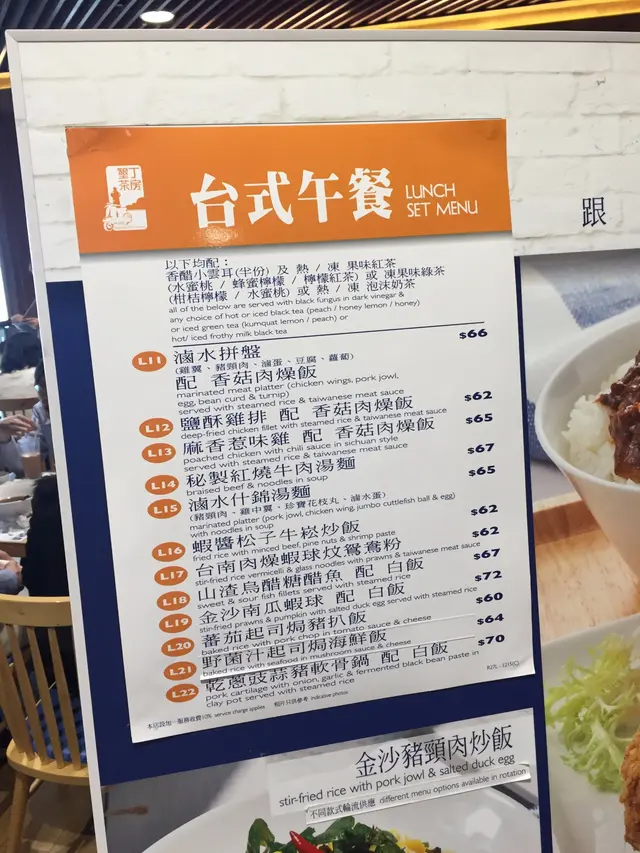 墾丁
茶房
台式午餐
LUNCH
SET MENU
跟
以下均配：
香醋小雲耳(半份) 及 熱 / 凍 果味紅茶
(水蜜桃 / 蜂蜜檸檬 / 檸檬紅茶) 或 凍果味綠茶
(柑桔檸檬 / 水蜜桃) 或 熱 / 凍 泡沫奶茶
all of the below are served with black fungus in dark vinegar &
any choice of hot or iced black tea (peach / honey lemon / honey)
or iced green tea (kumquat lemon / peach) or
hot/ iced frothy milk black tea
L11 滷水拼盤 $66
(雞翼、豬頸肉、滷蛋、豆腐、蘿蔔)
配 香菇肉燥飯
marinated meat platter (chicken wings, pork jowl,
egg, bean curd & turnip)
served with steamed rice & taiwanese meat sauce
L12 鹽酥雞排 配 香菇肉燥飯 $62
deep-fried chicken fillet with steamed rice & taiwanese meat sauce
L13 麻香惹味雞 配 香菇肉燥飯 $65
poached chicken with chili sauce in sichuan style
served with steamed rice & taiwanese meat sauce
L14 秘製紅燒牛肉湯麵 $67
braised beef & noodles in soup
L15 滷水什錦湯麵 $65
(豬頸肉、雞中翼、珍寶花枝丸、滷水蛋)
marinated platter (pork jowl, chicken wing, jumbo cuttlefish ball & egg)
with noodles in soup
L16 蝦醬松子牛崧炒飯 $62
fried rice with minced beef, pine nuts & shrimp paste
L17 台南肉燥蝦球炆鴛鴦粉 $62
stir-fried rice vermicelli & glass noodles with prawns & taiwanese meat sauce
L18 山渣烏醋糖醋魚 配 白飯 $67
sweet & sour fish fillets served with steamed rice
L19 金沙南瓜蝦球 配 白飯 $72
stir-fried prawns & pumpkin with salted duck egg served with steamed rice
L20 蕃茄起司焗豬扒飯 $60
baked rice with pork chop in tomato sauce & cheese
L21 野菌汁起司焗海鮮飯 $64
baked rice with seafood in mushroom sauce & cheese
L22 乾蔥豉蒜豬軟骨鍋 配 白飯 $70
pork cartilage with onion, garlic & fermented black bean paste in
clay pot served with steamed rice
本店設加一服務收費10% service charge applies 相片只供參考 indicative photos
金沙豬頸肉炒飯
stir-fried rice with pork jowl & salted duck egg
不同款式輪流供應 different menu options available in rotation